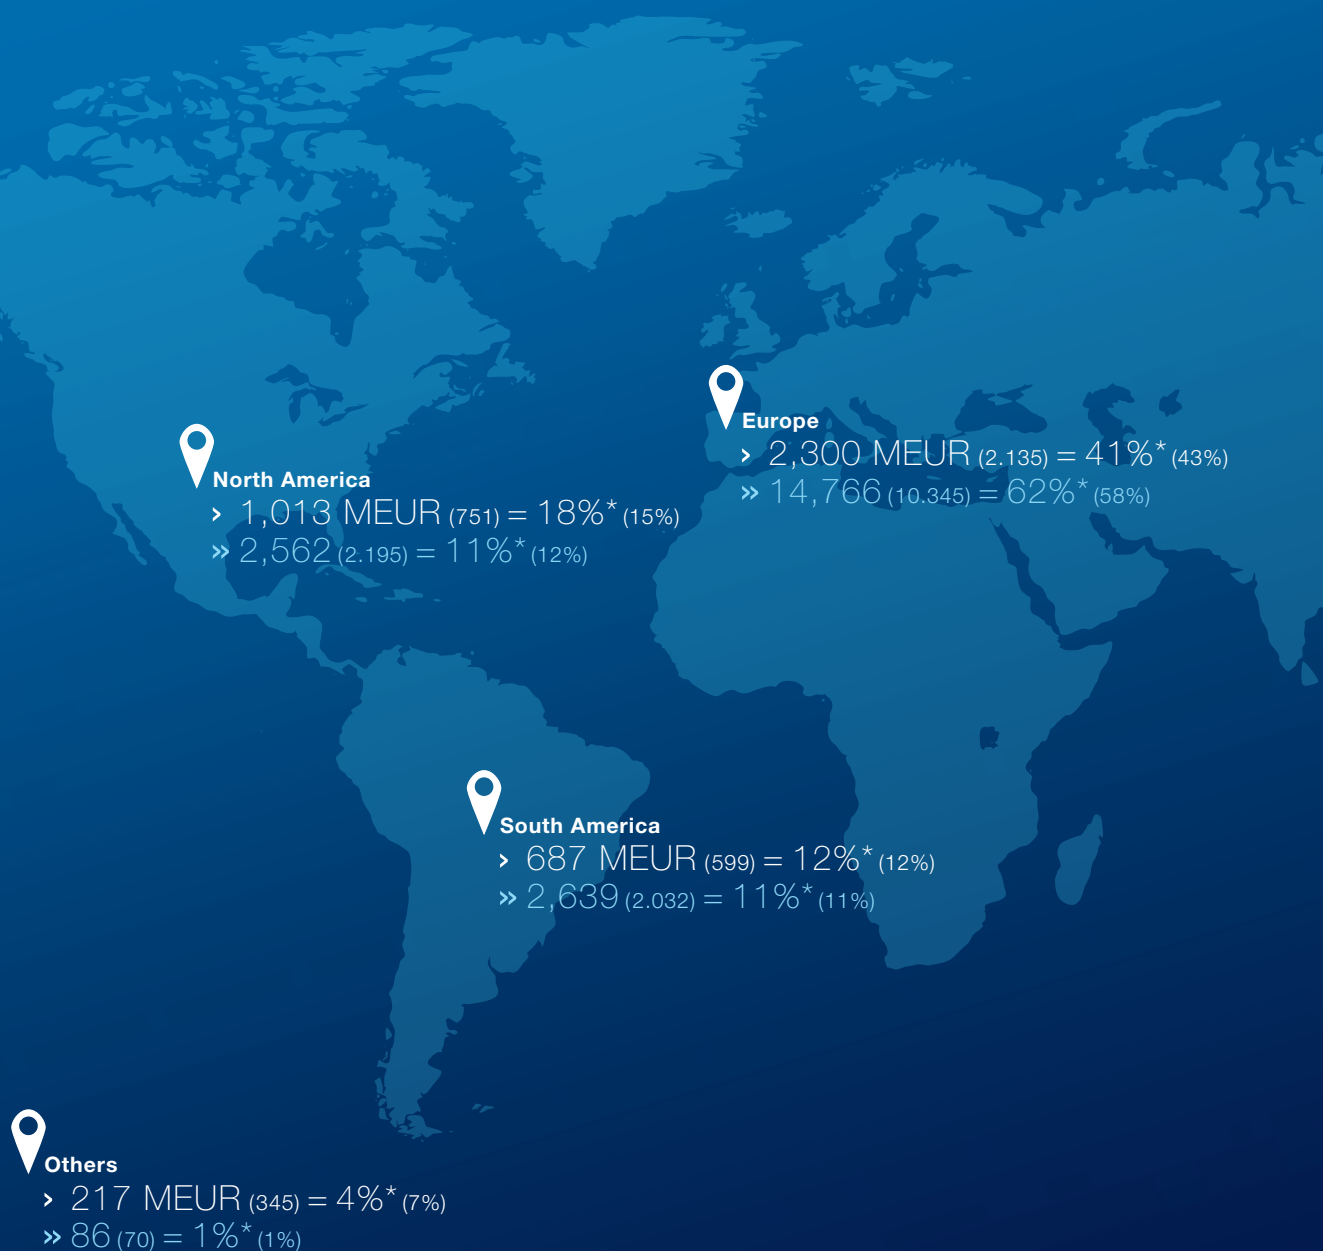 Europe
› 2,300 MEUR (2.135) = 41%* (43%)
» 14,766 (10.345) = 62%* (58%)
North America
› 1,013 MEUR (751) = 18%* (15%)
» 2,562 (2.195) = 11%* (12%)
South America
› 687 MEUR (599) = 12%* (12%)
» 2,639 (2.032) = 11%* (11%)
Others
› 217 MEUR (345) = 4%* (7%)
» 86 (70) = 1%* (1%)